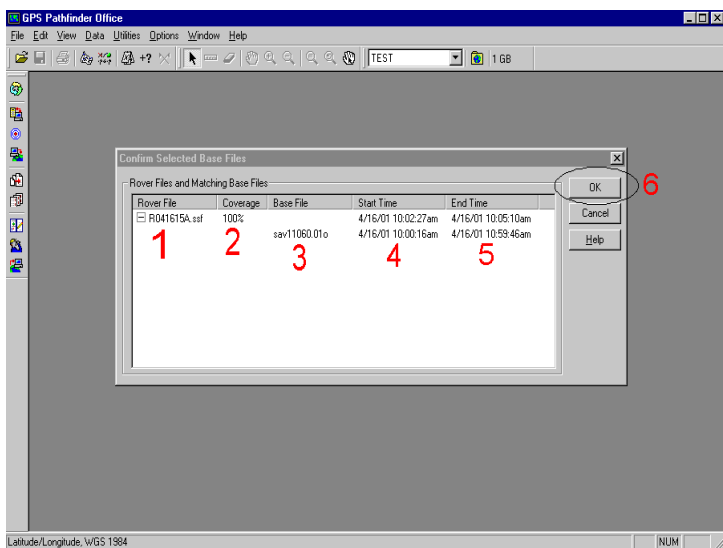 GPS Pathfinder Office
File Edit View Data Utilities Options Window Help
+? TEST 1 GB
Confirm Selected Base Files
Rover Files and Matching Base Files
Rover File Coverage Base File Start Time End Time
R041615A.ssf 100% 4/16/01 10:02:27am 4/16/01 10:05:10am
sav11060.01o 4/16/01 10:00:16am 4/16/01 10:59:46am
1 2 3 4 5
OK 6
Cancel
Help
Latitude/Longitude, WGS 1984 NUM